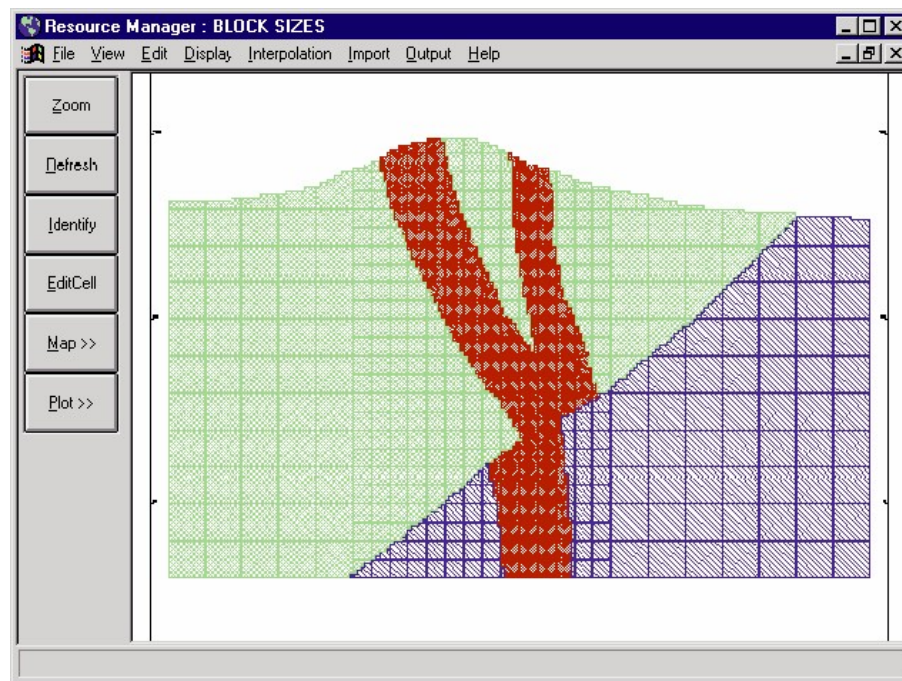 Resource Manager : BLOCK SIZES
File View Edit Display Interpolation Import Output Help
Zoom
Refresh
Identify
EditCell
Map >>
Plot >>